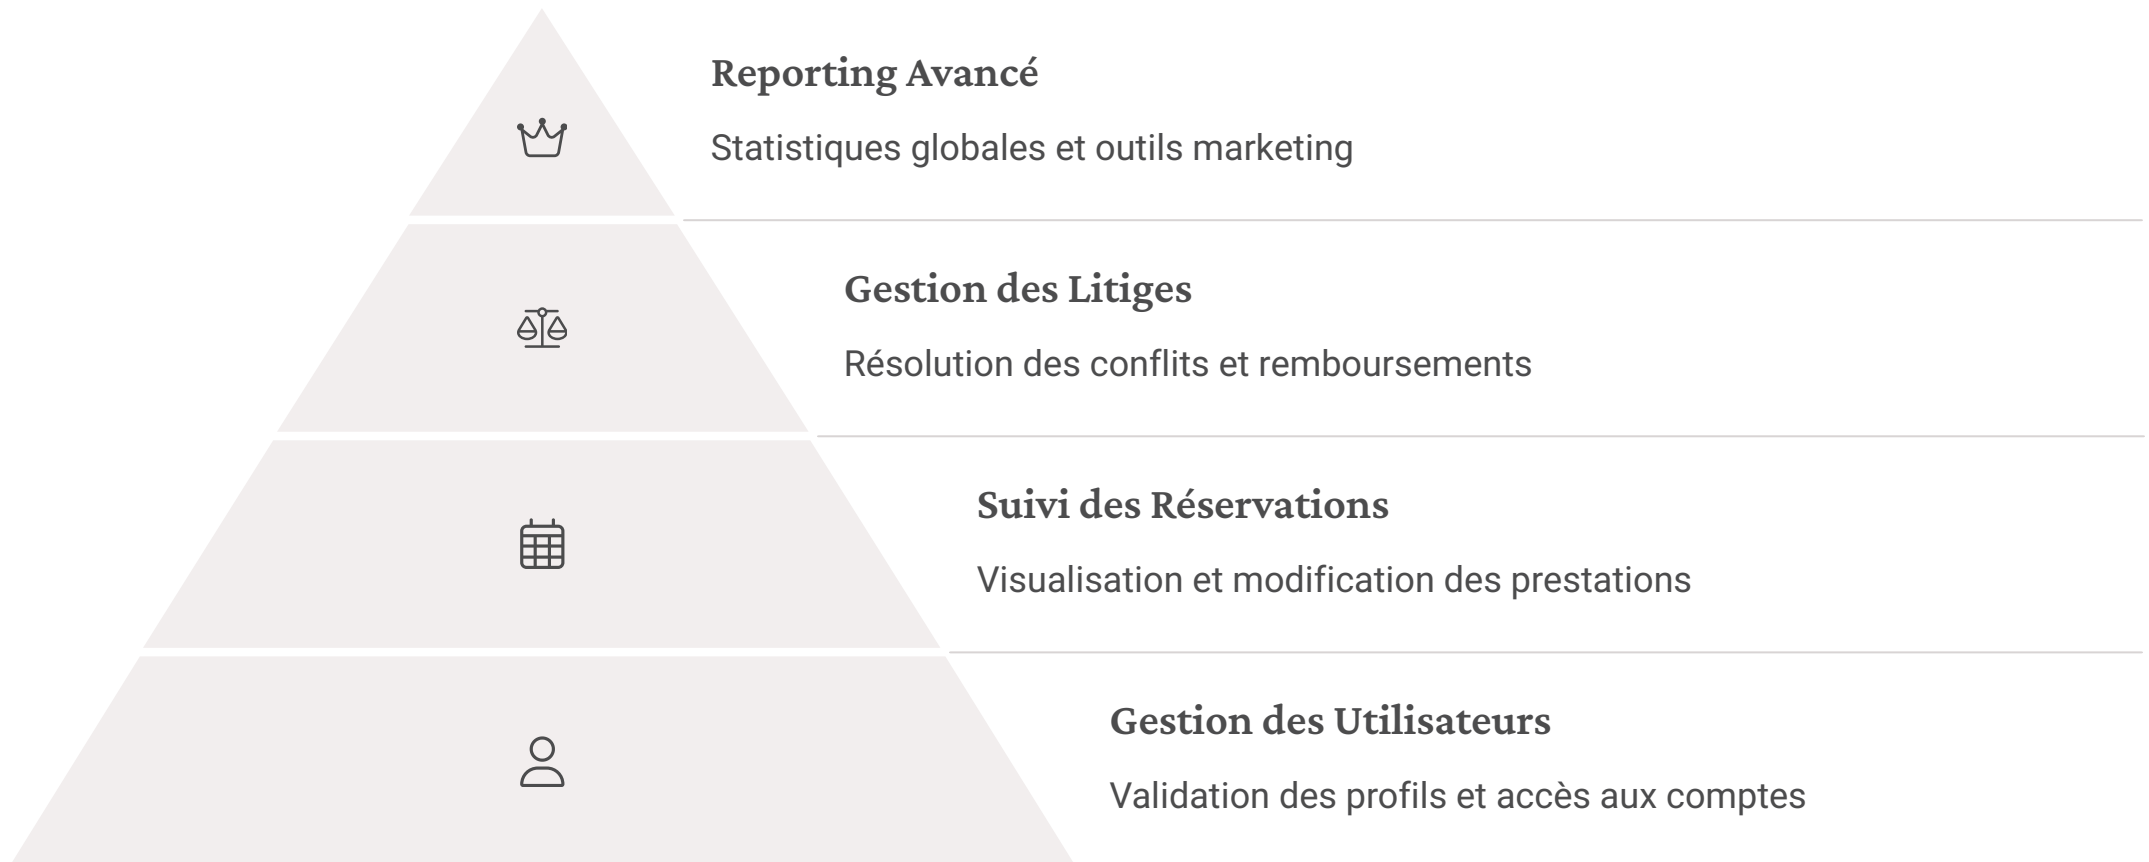 Reporting Avancé
Statistiques globales et outils marketing
Gestion des Litiges
Résolution des conflits et remboursements
Suivi des Réservations
Visualisation et modification des prestations
Gestion des Utilisateurs
Validation des profils et accès aux comptes